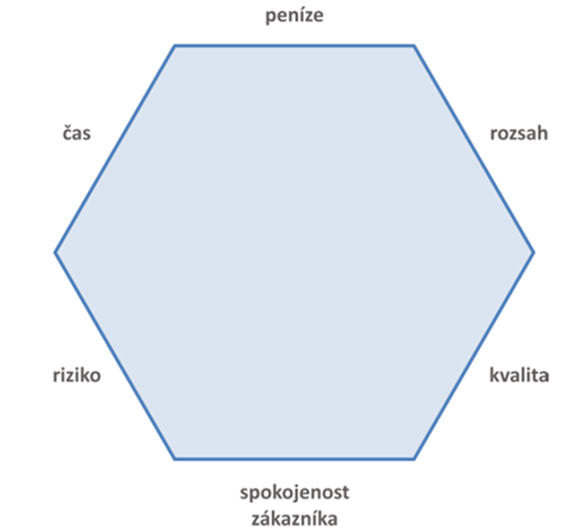 peníze
čas
rozsah
riziko
kvalita
spokojenost
zákazníka